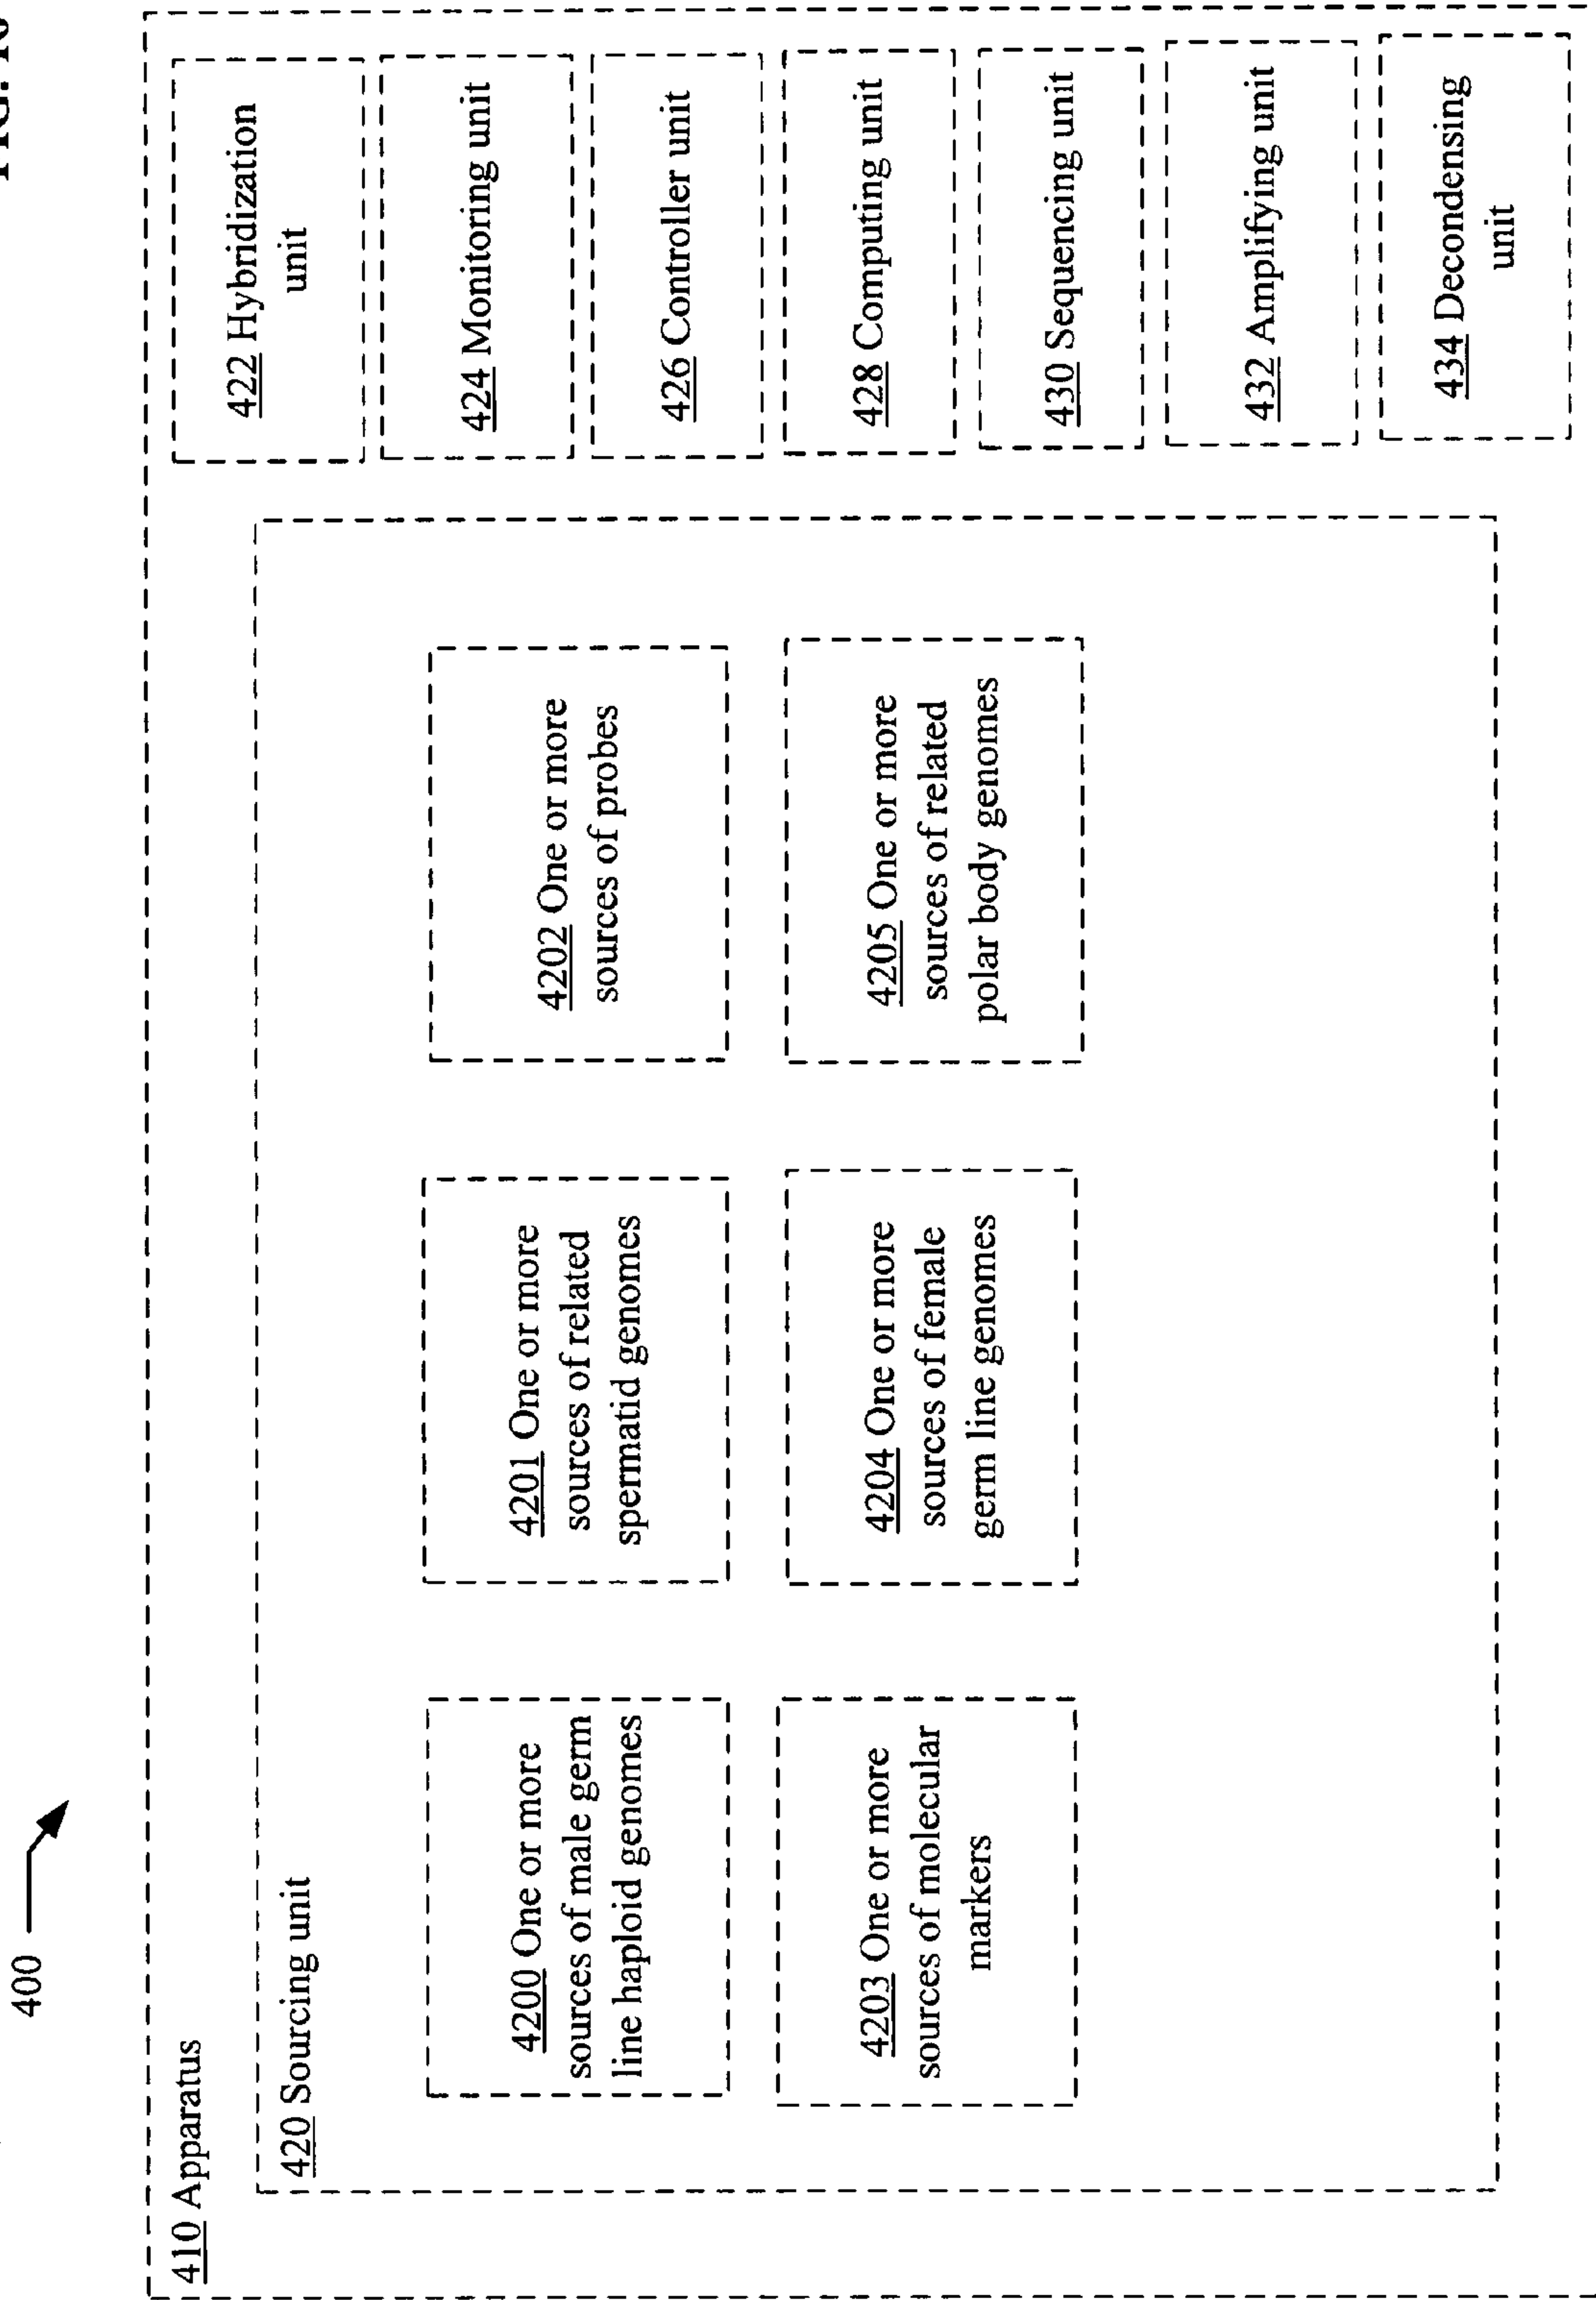 FIG.
400
410 Apparatus
420 Sourcing unit
4200 One or more
sources of male germ
line haploid genomes
4201 One or more
sources of related
spermatid genomes
4202 One or more
sources of probes
4203 One or more
sources of molecular
markers
4204 One or more
sources of female
germ line genomes
4205 One or more
sources of related
polar body genomes
422 Hybridization
unit
424 Monitoring unit
426 Controller unit
428 Computing unit
430 Sequencing unit
432 Amplifying unit
434 Decondensing
unit